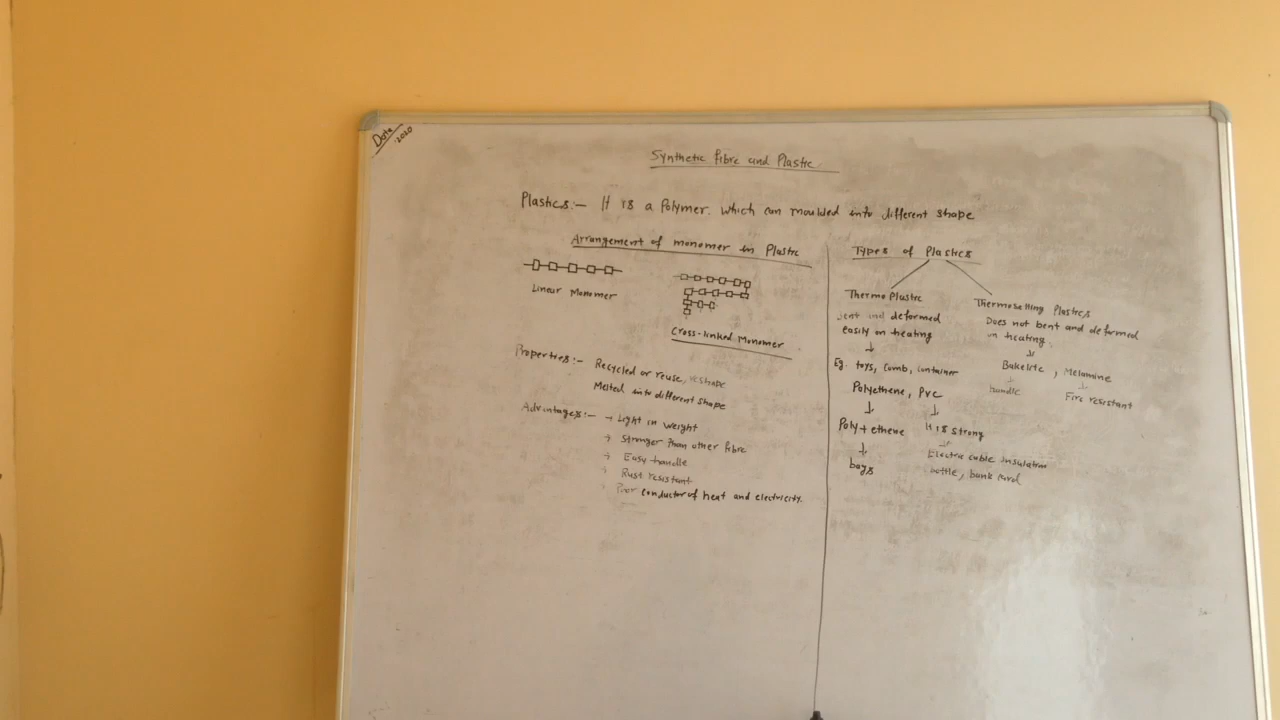 Date
2020
Synthetic fibre and Plastic
Plastics:- It is a Polymer. Which can moulded into different shape
Arrangement of monomer in Plastic
Linear Monomer
Cross-linked Monomer
Properties:- Recycled or reuse, reshape
Melted into different shape
Advantages:- → Light in weight
→ Stronger than other fibre
→ Easy handle
→ Rust resistant
→ Poor conductor of heat and electricity.
Types of Plastics
Thermo Plastic
bent and deformed
easily on heating
↓
Eg. toys, Comb, container
Polyethene, PVC
↓ ↓
Poly + ethene It is strong
↓ ↓
bags Electra cable insulation
bottle, bank card
Thermoselling Plastics
Does not bent and deformed
on heating.
↓
Bakelite, Melamine
↓ ↓
handle Fire resistant